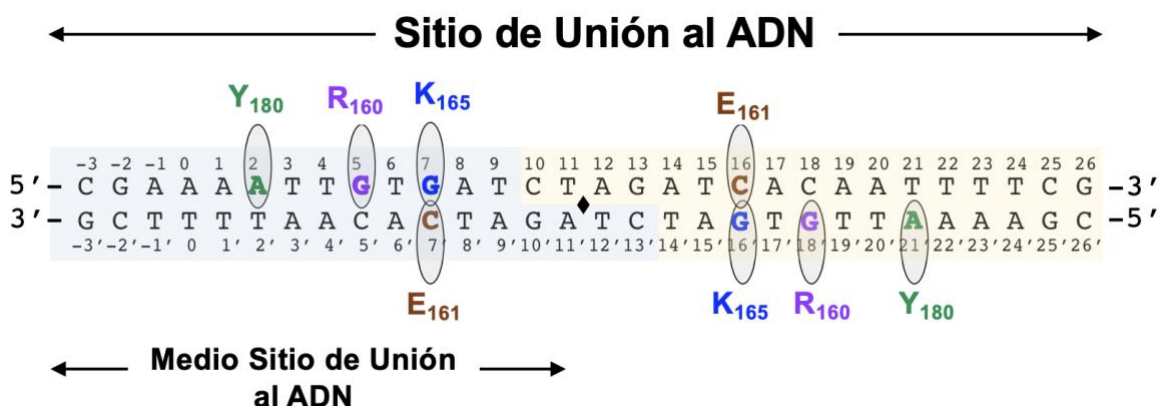 Sitio de Unión al ADN
Y180 R160 K165 E161
-3 -2 -1 0 1 2 3 4 5 6 7 8 9 10 11 12 13 14 15 16 17 18 19 20 21 22 23 24 25 26
5′– C G A A A A T T G T G A T C T A G A T C A C A A T T T T C G –3′
3′– G C T T T T A A C A C T A G A T C T A G T G T T A A A A G C –5′
-3′-2′-1′ 0 1′ 2′ 3′ 4′ 5′ 6′ 7′ 8′ 9′10′11′12′13′14′15′16′17′18′19′20′21′22′23′24′25′26′
E161 K165 R160 Y180
Medio Sitio de Unión
al ADN